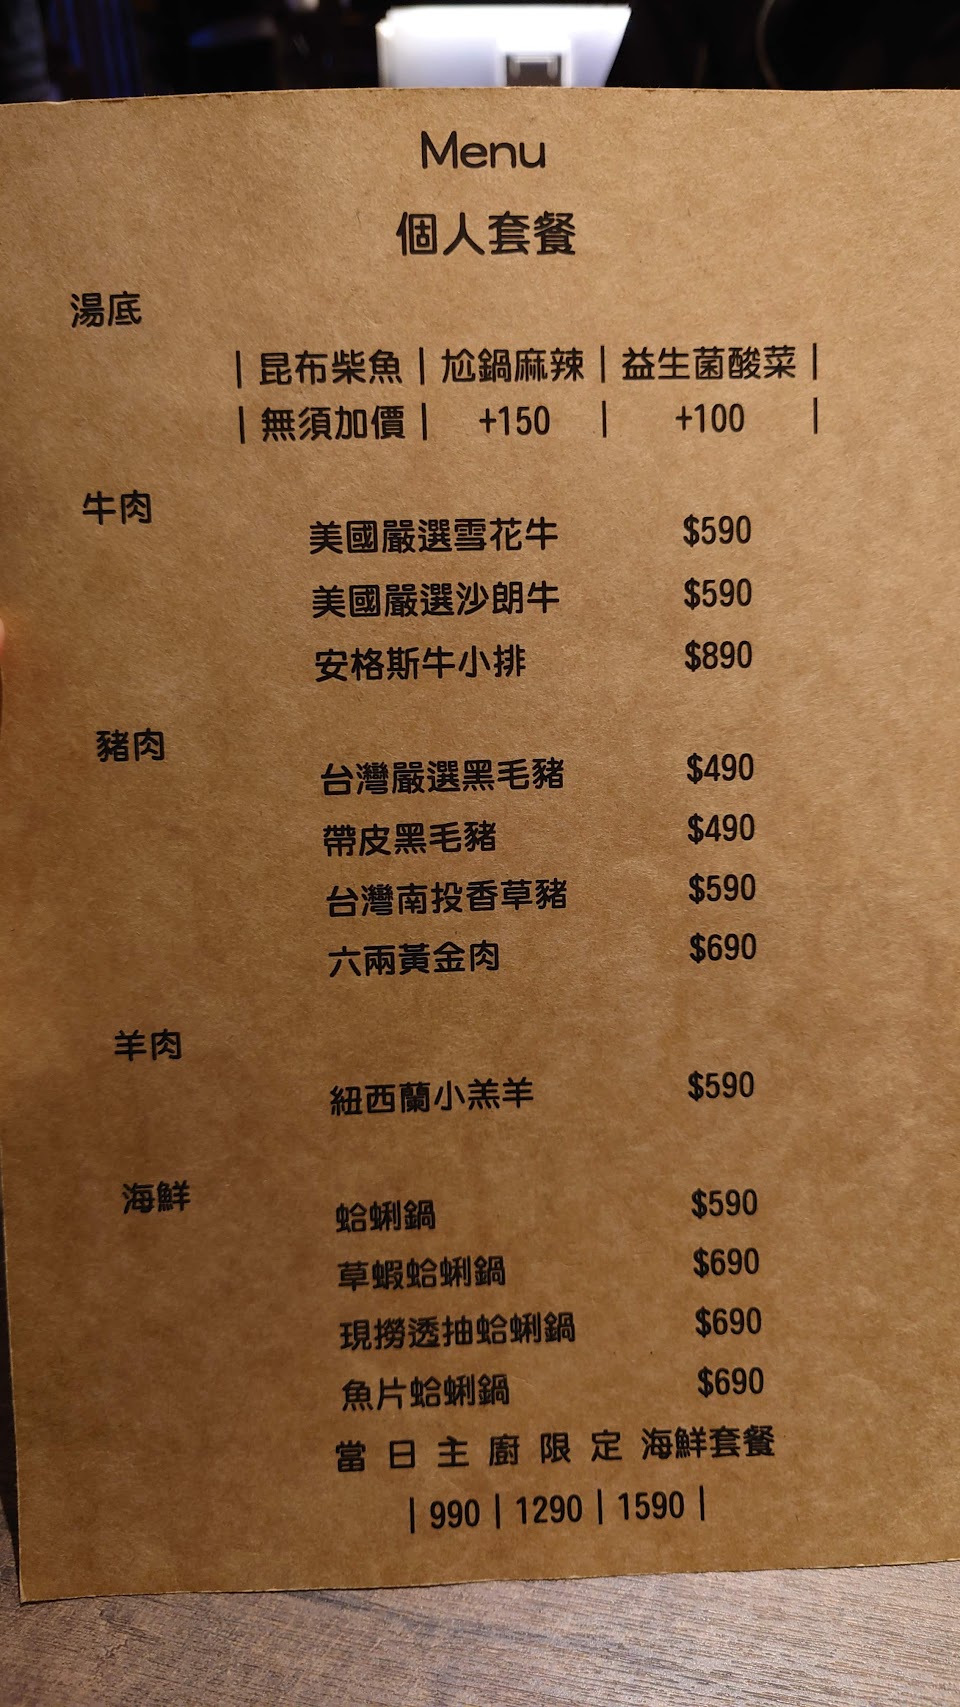 Menu
個人套餐
湯底
| 昆布柴魚 | 尬鍋麻辣 | 益生菌酸菜 |
| 無須加價 | +150 | +100 |
牛肉
美國嚴選雪花牛 $590
美國嚴選沙朗牛 $590
安格斯牛小排 $890
豬肉
台灣嚴選黑毛豬 $490
帶皮黑毛豬 $490
台灣南投香草豬 $590
六兩黃金肉 $690
羊肉
紐西蘭小羔羊 $590
海鮮
蛤蜊鍋 $590
草蝦蛤蜊鍋 $690
現撈透抽蛤蜊鍋 $690
魚片蛤蜊鍋 $690
當日主廚限定 海鮮套餐
| 990 | 1290 | 1590 |